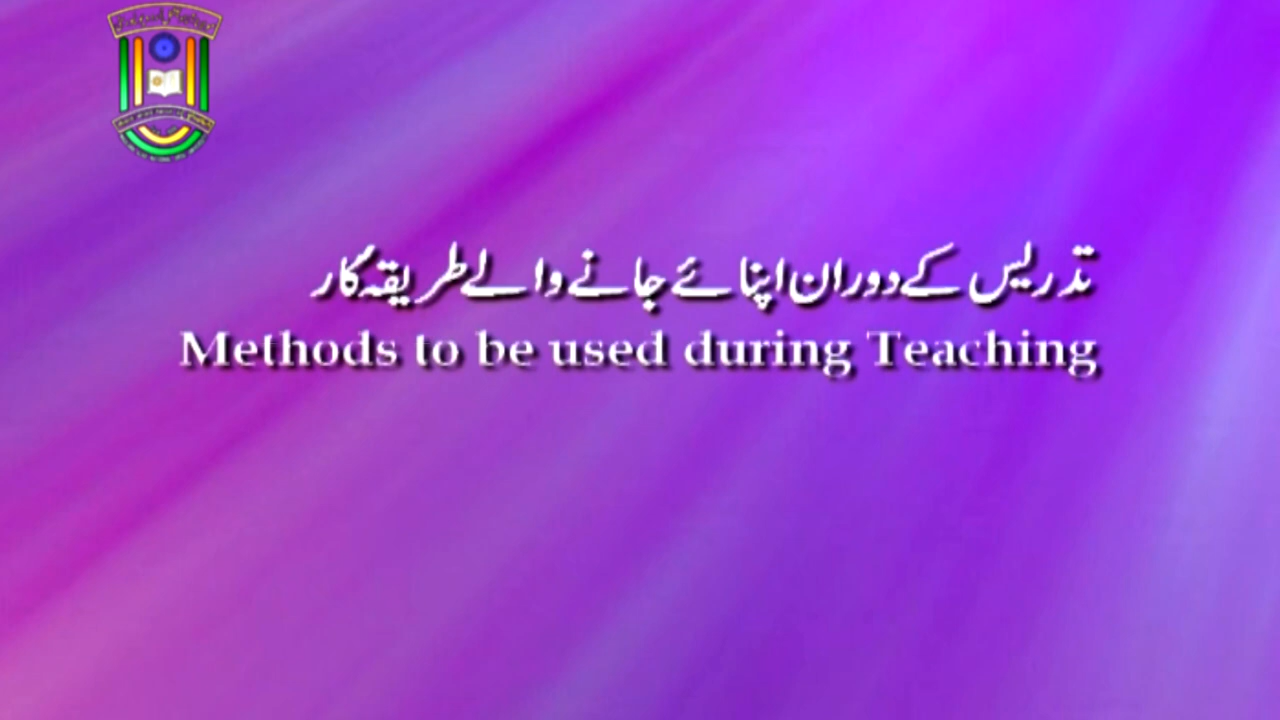 تدریس کے دوران اپنائے جانے والے طریقہ کار
Methods to be used during Teaching